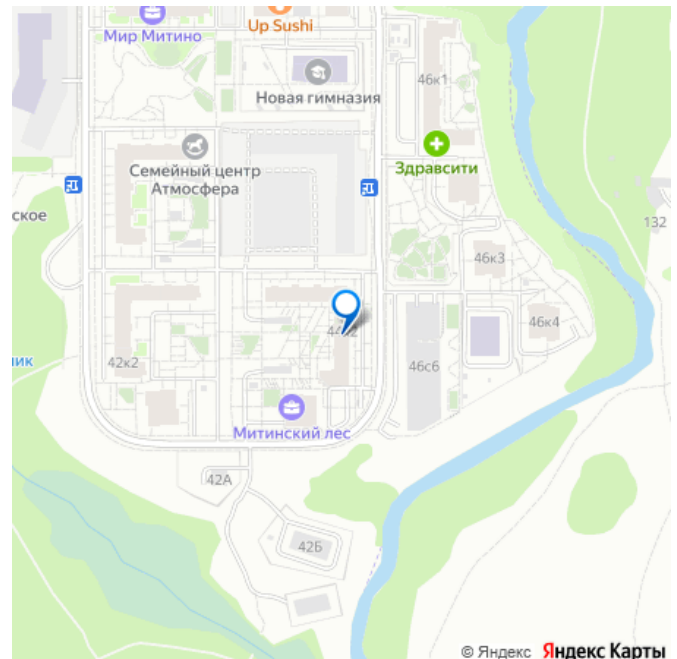 Мир Митино
Up Sushi
Новая гимназия
46к1
Здравсити
Семейный центр
Атмосфера
ское
132
46к3
46к4
42к2
46с6
ик
Митинский лес
42А
42Б
© Яндекс Яндекс Карты